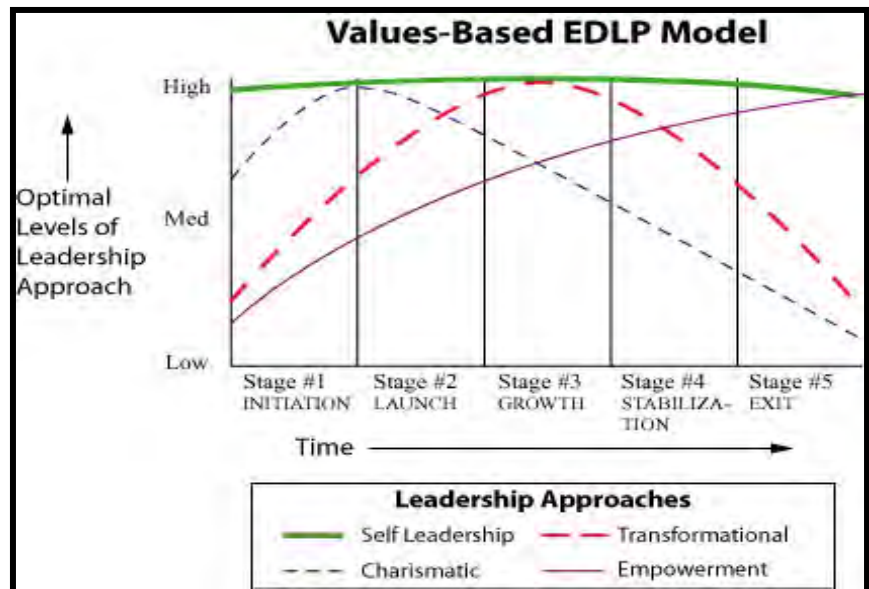 Values-Based EDLP Model
High
Optimal
Levels of
Leadership
Approach
Med
Low
Stage #1
INITIATION
Stage #2
LAUNCH
Stage #3
GROWTH
Stage #4
STABILIZA-
TION
Stage #5
EXIT
Time
Leadership Approaches
Self Leadership
Transformational
Charismatic
Empowerment